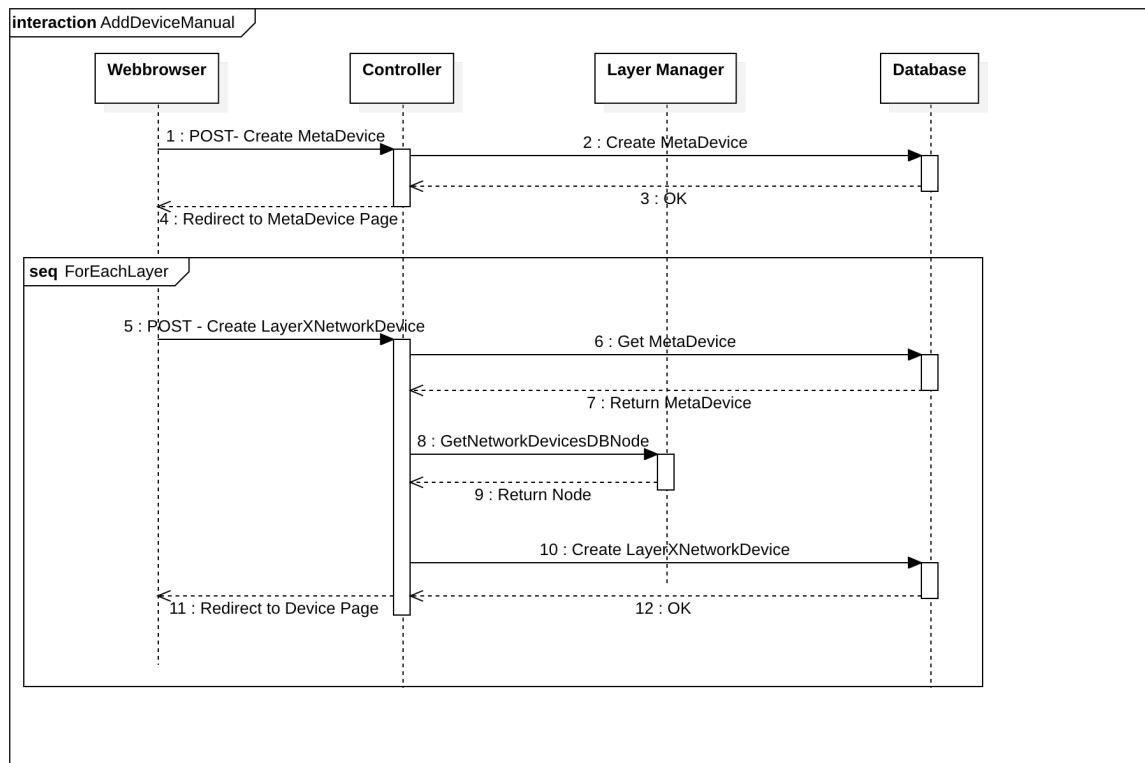 interaction AddDeviceManual
Webbrowser
Controller
Layer Manager
Database
1 : POST- Create MetaDevice
2 : Create MetaDevice
3 : OK
4 : Redirect to MetaDevice Page
seq ForEachLayer
5 : POST - Create LayerXNetworkDevice
6 : Get MetaDevice
7 : Return MetaDevice
8 : GetNetworkDevicesDBNode
9 : Return Node
10 : Create LayerXNetworkDevice
11 : Redirect to Device Page
12 : OK